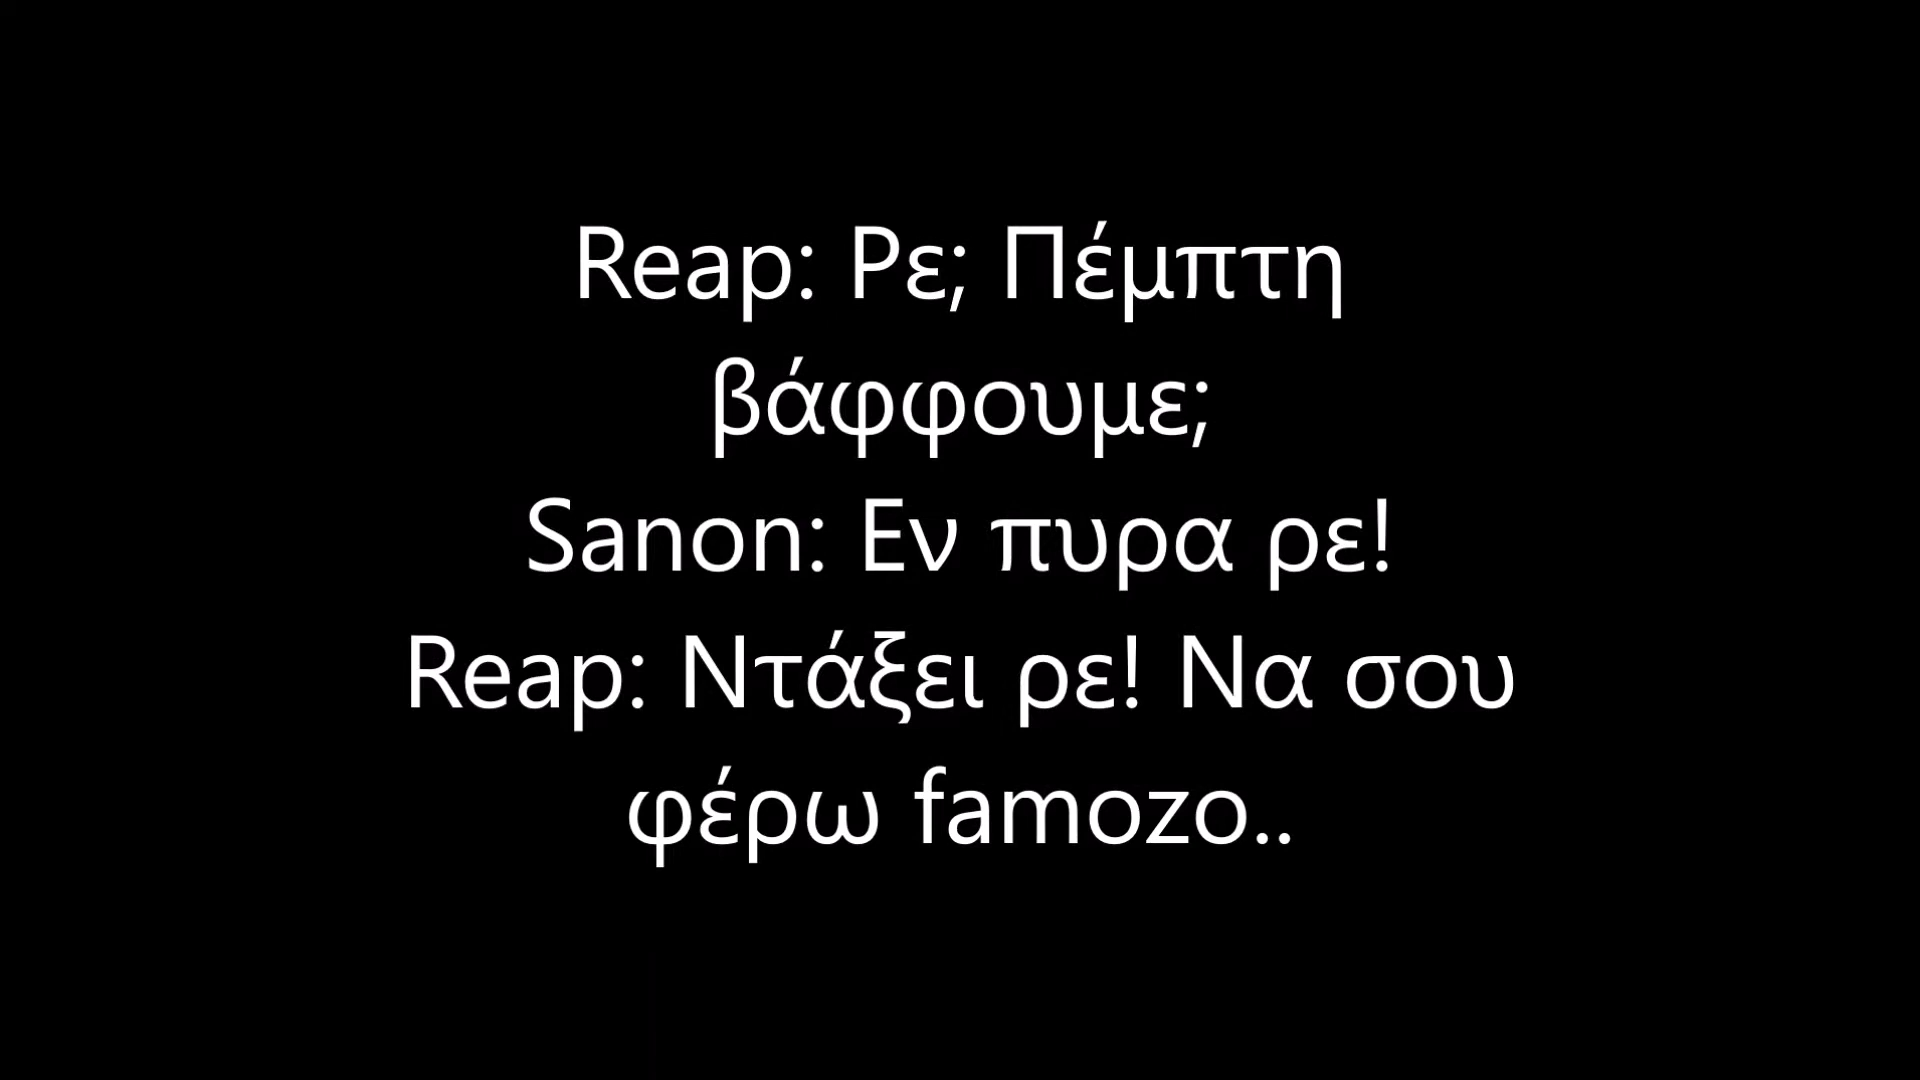 Reap: Ρε; Πέμπτη
βάφφουμε;
Sanon: Εν πυρα ρε!
Reap: Ντάξει ρε! Να σου
φέρω famozo..